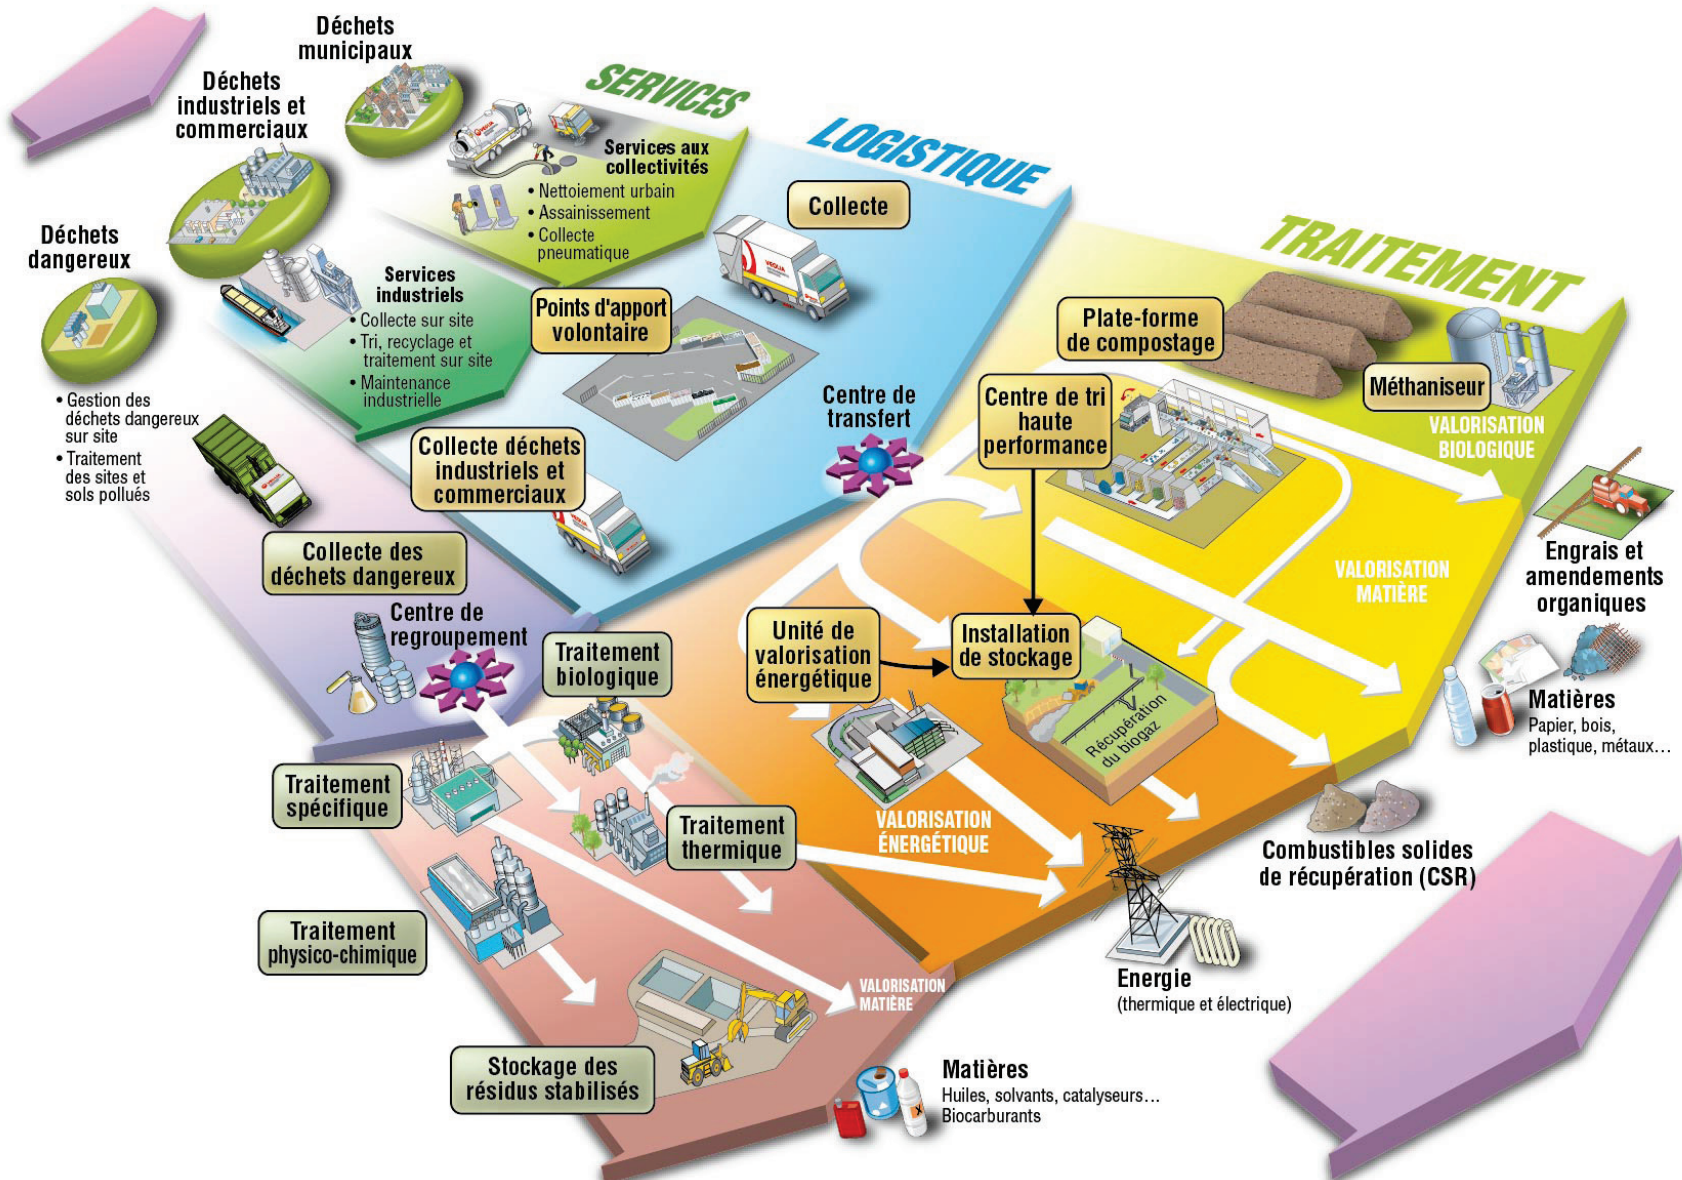 Déchets
municipaux
Déchets
industriels et
commerciaux
Déchets
dangereux
• Gestion des
déchets dangereux
sur site
• Traitement
des sites et
sols pollués
SERVICES
Services aux
collectivités
• Nettoiement urbain
• Assainissement
• Collecte
pneumatique
Services
industriels
• Collecte sur site
• Tri, recyclage et
traitement sur site
• Maintenance
industrielle
LOGISTIQUE
Collecte
VEOLIA
Points d'apport
volontaire
Centre de
transfert
Collecte déchets
industriels et
commerciaux
Collecte des
déchets dangereux
Centre de
regroupement
TRAITEMENT
Plate-forme
de compostage
Méthaniseur
VALORISATION
BIOLOGIQUE
Centre de tri
haute
performance
VALORISATION
MATIÈRE
Engrais et
amendements
organiques
Matières
Papier, bois,
plastique, métaux...
Unité de
valorisation
énergétique
Installation
de stockage
Récupération
du biogaz
VALORISATION
ÉNERGÉTIQUE
Combustibles solides
de récupération (CSR)
Energie
(thermique et électrique)
Traitement
biologique
Traitement
spécifique
Traitement
thermique
Traitement
physico-chimique
VALORISATION
MATIÈRE
Stockage des
résidus stabilisés
Matières
Huiles, solvants, catalyseurs...
Biocarburants